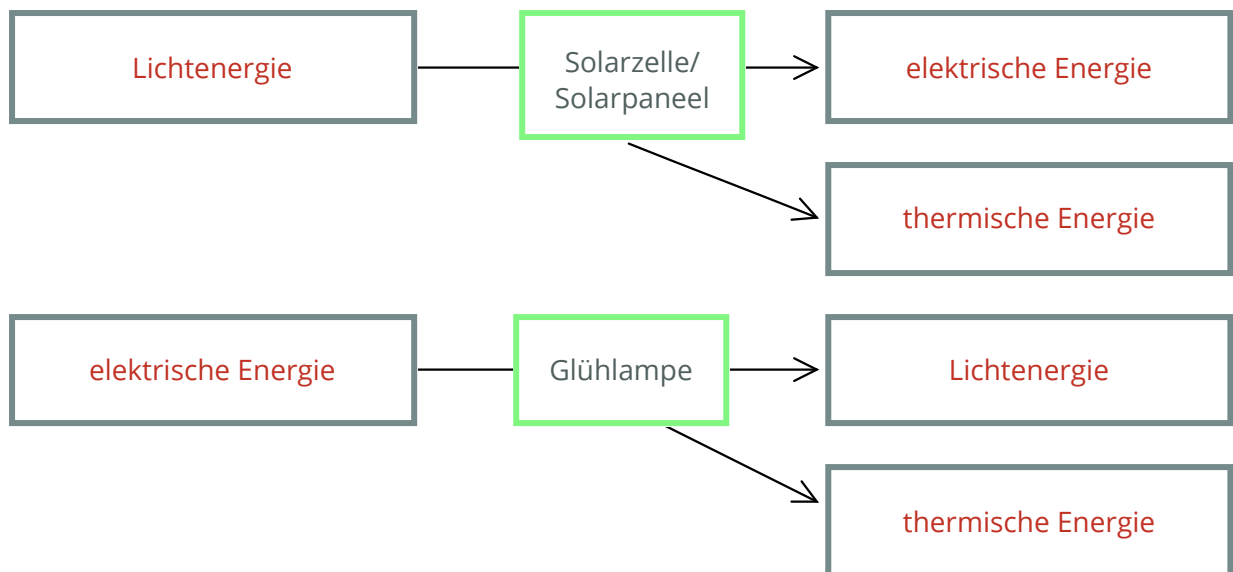 Lichtenergie
Solarzelle/
Solarpaneel
elektrische Energie
thermische Energie
elektrische Energie
Glühlampe
Lichtenergie
thermische Energie